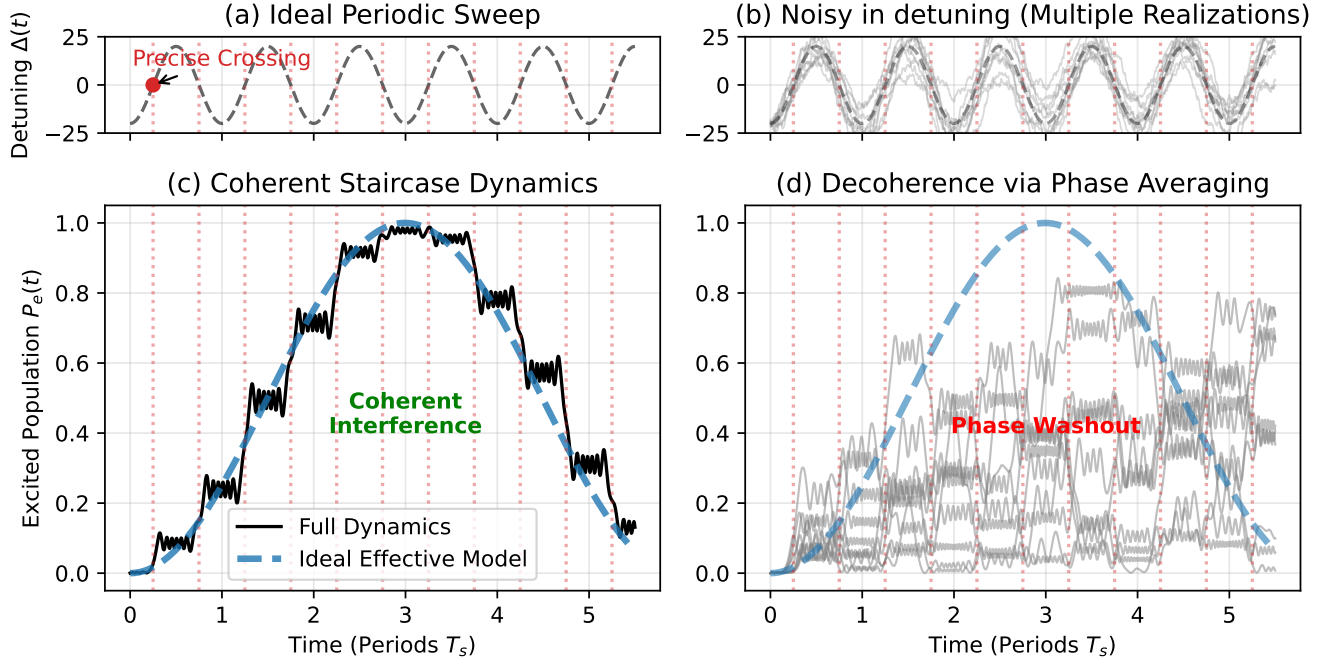 (a) Ideal Periodic Sweep
Detuning Δ(t)
25
0
−25
Precise Crossing
(b) Noisy in detuning (Multiple Realizations)
25
0
−25
(c) Coherent Staircase Dynamics
Excited Population Pₑ(t)
1.0
0.8
0.6
0.4
0.2
0.0
Coherent
Interference
Full Dynamics
Ideal Effective Model
0 1 2 3 4 5
Time (Periods Tₛ)
(d) Decoherence via Phase Averaging
1.0
0.8
0.6
0.4
0.2
0.0
Phase Washout
0 1 2 3 4 5
Time (Periods Tₛ)